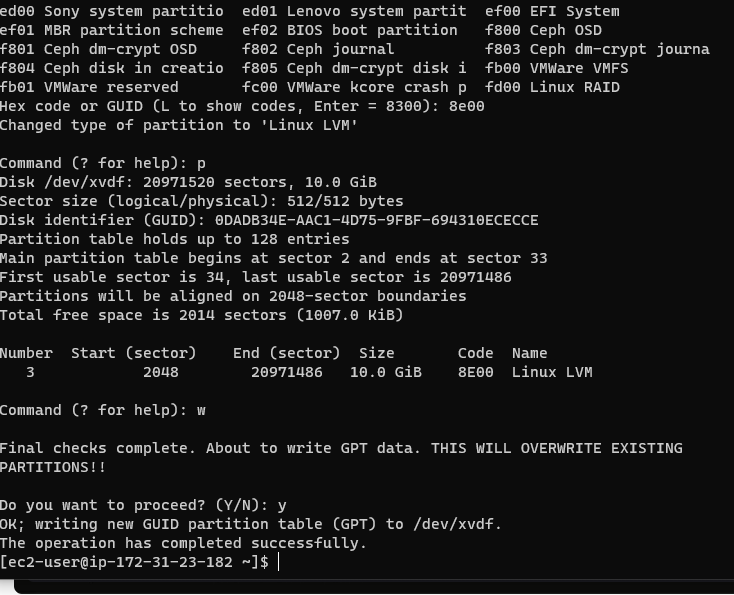 ed00 Sony system partitio  ed01 Lenovo system partit  ef00 EFI System
ef01 MBR partition scheme  ef02 BIOS boot partition   f800 Ceph OSD
f801 Ceph dm-crypt OSD     f802 Ceph journal          f803 Ceph dm-crypt journa
f804 Ceph disk in creatio  f805 Ceph dm-crypt disk i  fb00 VMWare VMFS
fb01 VMWare reserved       fc00 VMWare kcore crash p  fd00 Linux RAID
Hex code or GUID (L to show codes, Enter = 8300): 8e00
Changed type of partition to 'Linux LVM'

Command (? for help): p
Disk /dev/xvdf: 20971520 sectors, 10.0 GiB
Sector size (logical/physical): 512/512 bytes
Disk identifier (GUID): 0DADB34E-AAC1-4D75-9FBF-694310ECECCE
Partition table holds up to 128 entries
Main partition table begins at sector 2 and ends at sector 33
First usable sector is 34, last usable sector is 20971486
Partitions will be aligned on 2048-sector boundaries
Total free space is 2014 sectors (1007.0 KiB)

Number  Start (sector)    End (sector)  Size       Code  Name
   3            2048        20971486   10.0 GiB    8E00  Linux LVM

Command (? for help): w

Final checks complete. About to write GPT data. THIS WILL OVERWRITE EXISTING
PARTITIONS!!

Do you want to proceed? (Y/N): y
OK; writing new GUID partition table (GPT) to /dev/xvdf.
The operation has completed successfully.
[ec2-user@ip-172-31-23-182 ~]$